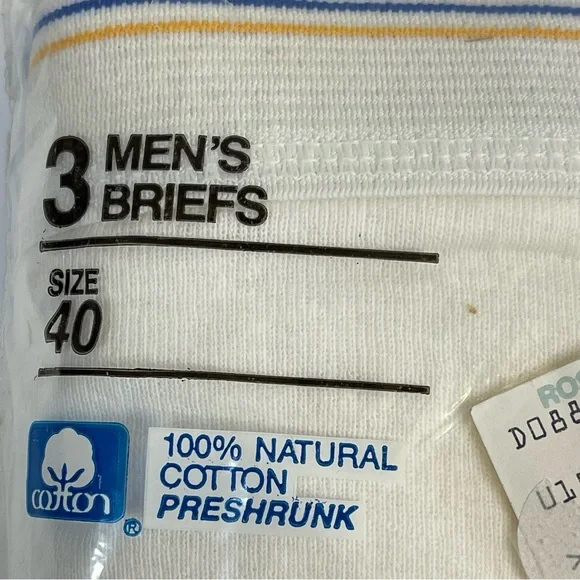 3 MEN'S
BRIEFS
SIZE
40
cotton
®
100% NATURAL
COTTON
PRESHRUNK